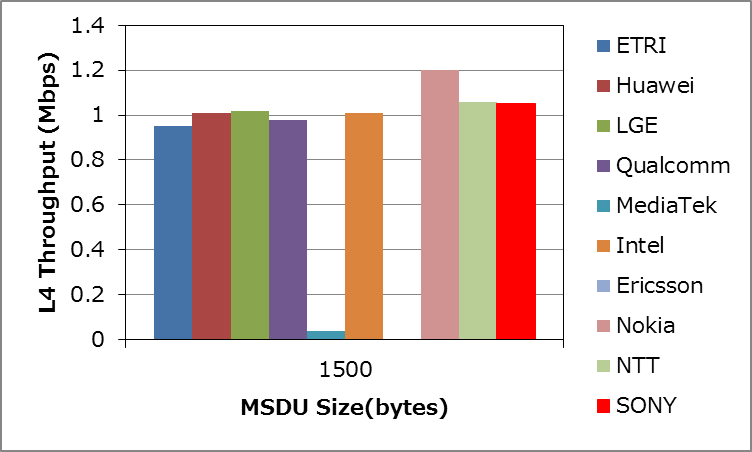 L4 Throughput (Mbps)
1.4
1.2
1
0.8
0.6
0.4
0.2
0
1500
MSDU Size(bytes)
ETRI
Huawei
LGE
Qualcomm
MediaTek
Intel
Ericsson
Nokia
NTT
SONY